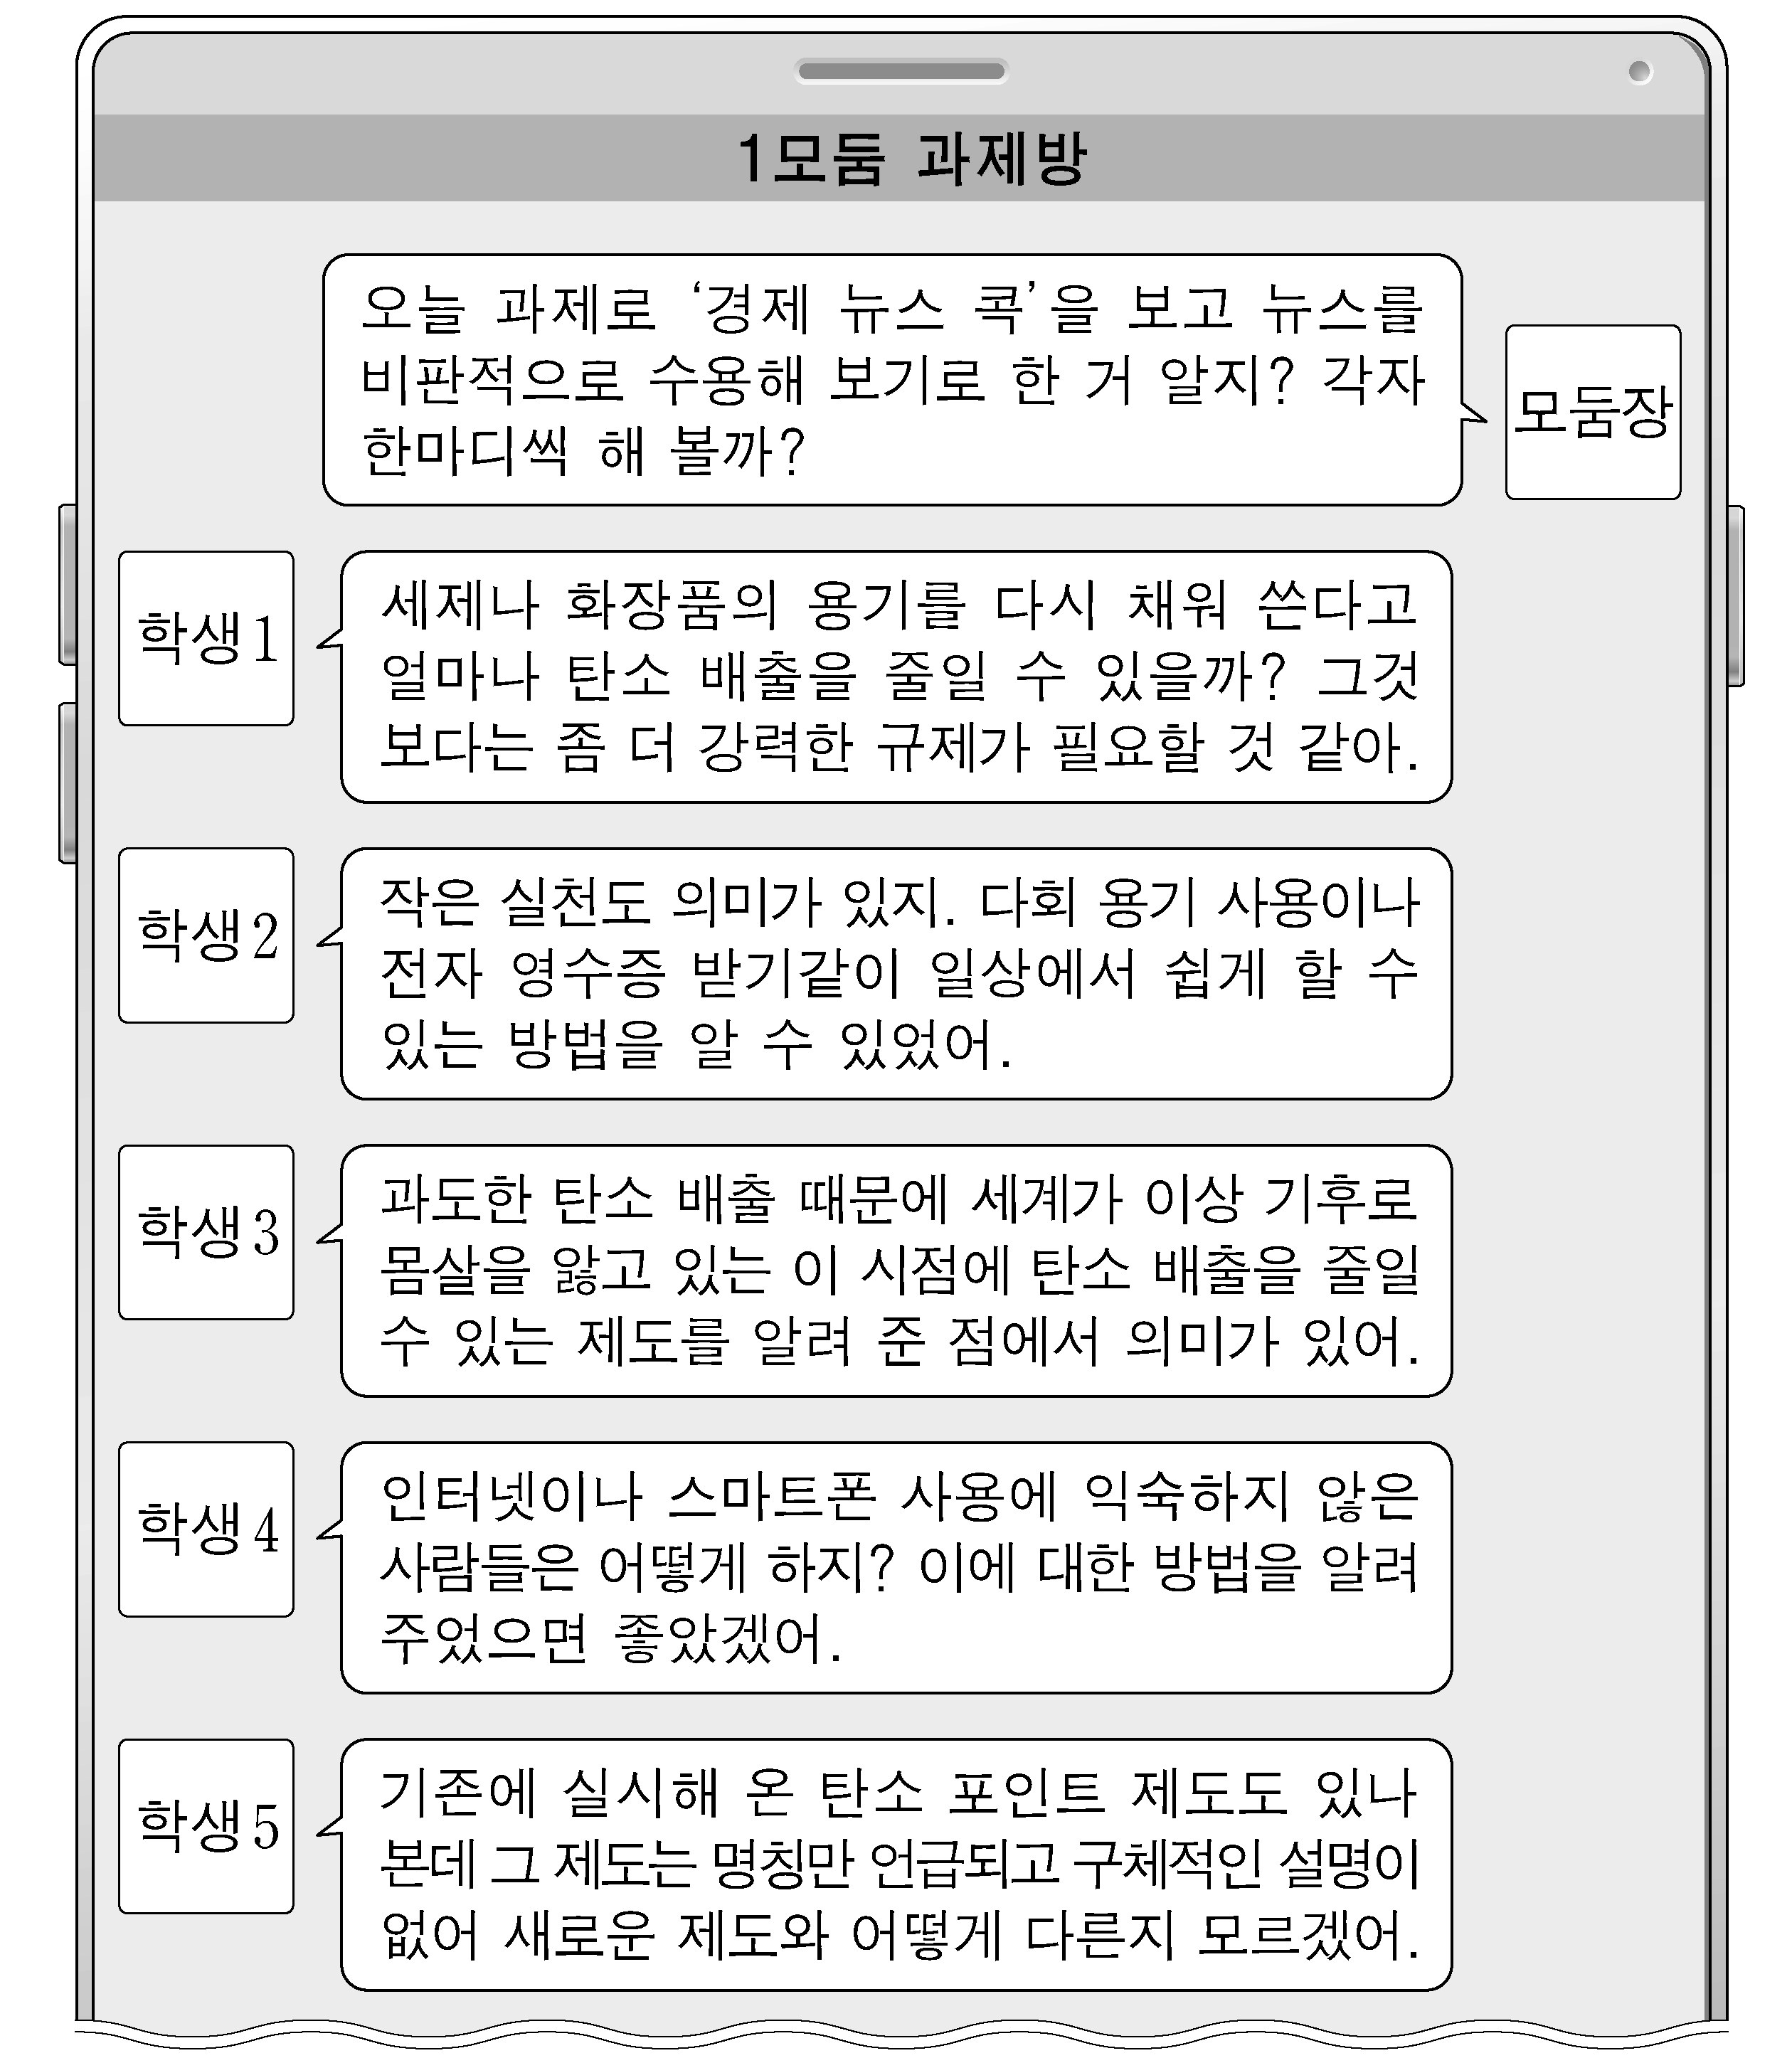 1모둠 과제방
오늘 과제로 ‘경제 뉴스 콕’을 보고 뉴스를
비판적으로 수용해 보기로 한 거 알지? 각자
한마디씩 해 볼까?
모둠장
학생1
세제나 화장품의 용기를 다시 채워 쓴다고
얼마나 탄소 배출을 줄일 수 있을까? 그것
보다는 좀 더 강력한 규제가 필요할 것 같아.
학생2
작은 실천도 의미가 있지. 다회 용기 사용이나
전자 영수증 받기같이 일상에서 쉽게 할 수
있는 방법을 알 수 있었어.
학생3
과도한 탄소 배출 때문에 세계가 이상 기후로
몸살을 앓고 있는 이 시점에 탄소 배출을 줄일
수 있는 제도를 알려 준 점에서 의미가 있어.
학생4
인터넷이나 스마트폰 사용에 익숙하지 않은
사람들은 어떻게 하지? 이에 대한 방법을 알려
주었으면 좋았겠어.
학생5
기존에 실시해 온 탄소 포인트 제도도 있나
본데 그 제도는 명칭만 언급되고 구체적인 설명이
없어 새로운 제도와 어떻게 다른지 모르겠어.